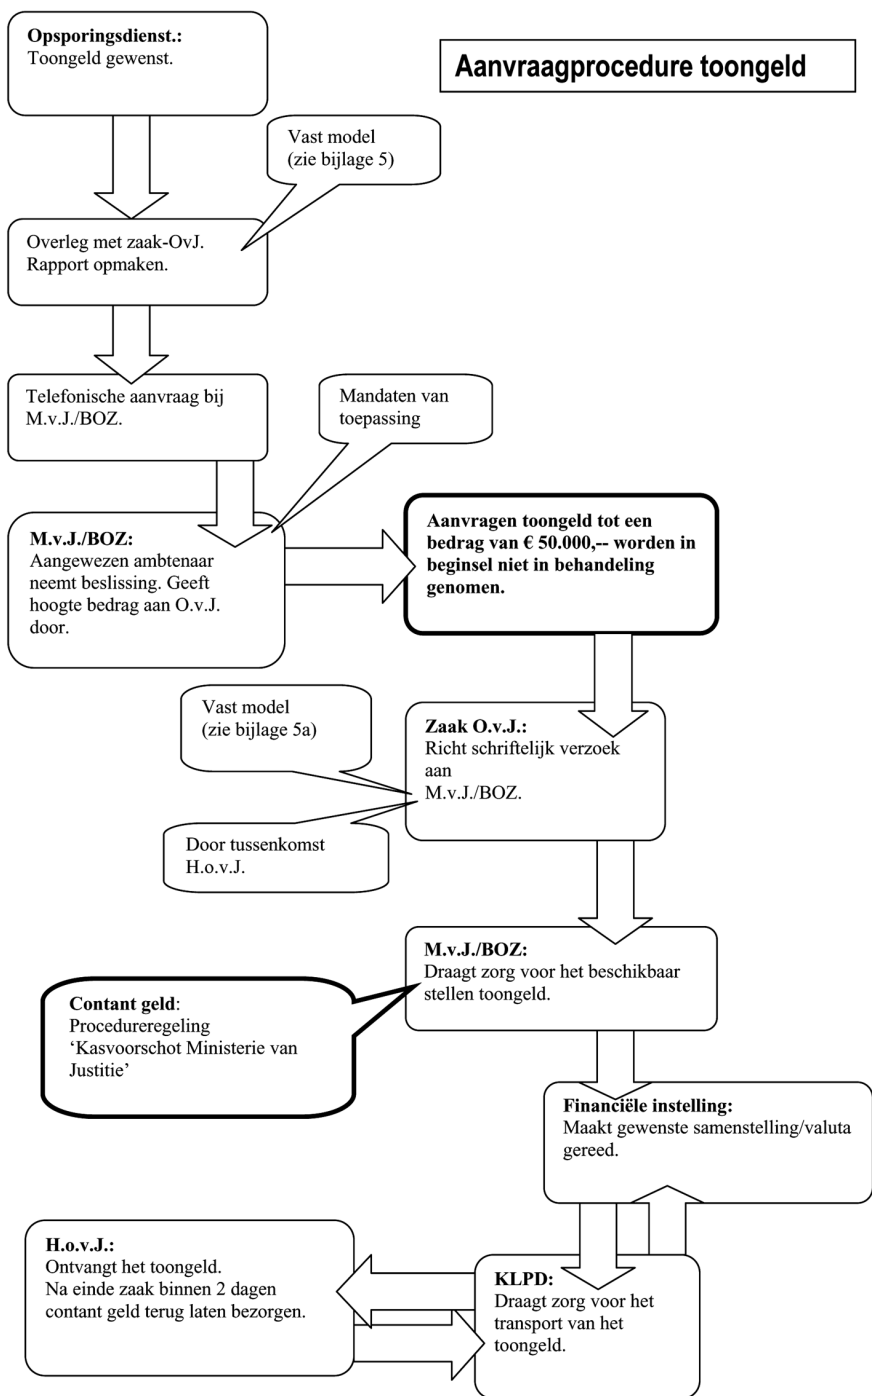 Opsporingsdienst.:
Toongeld gewenst.
Aanvraagprocedure toongeld
Vast model
(zie bijlage 5)
Overleg met zaak-OvJ.
Rapport opmaken.
Telefonische aanvraag bij
M.v.J./BOZ.
Mandaten van
toepassing
M.v.J./BOZ:
Aangewezen ambtenaar
neemt beslissing. Geeft
hoogte bedrag aan O.v.J.
door.
Aanvragen toongeld tot een
bedrag van € 50.000,-- worden in
beginsel niet in behandeling
genomen.
Vast model
(zie bijlage 5a)
Zaak O.v.J.:
Richt schriftelijk verzoek
aan
M.v.J./BOZ.
Door tussenkomst
H.o.v.J.
M.v.J./BOZ:
Draagt zorg voor het beschikbaar
stellen toongeld.
Contant geld:
Procedureregeling
‘Kasvoorschot Ministerie van
Justitie’
Financiële instelling:
Maakt gewenste samenstelling/valuta
gereed.
H.o.v.J.:
Ontvangt het toongeld.
Na einde zaak binnen 2 dagen
contant geld terug laten bezorgen.
KLPD:
Draagt zorg voor het
transport van het
toongeld.